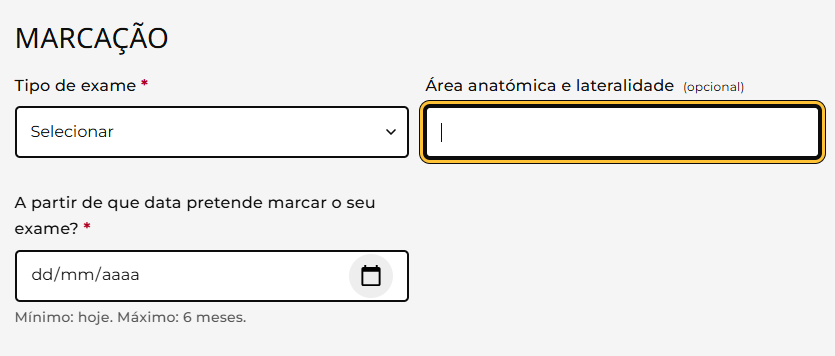 MARCAÇÃO
Tipo de exame *
Selecionar
Área anatómica e lateralidade (opcional)
A partir de que data pretende marcar o seu
exame? *
dd/mm/aaaa
Mínimo: hoje. Máximo: 6 meses.